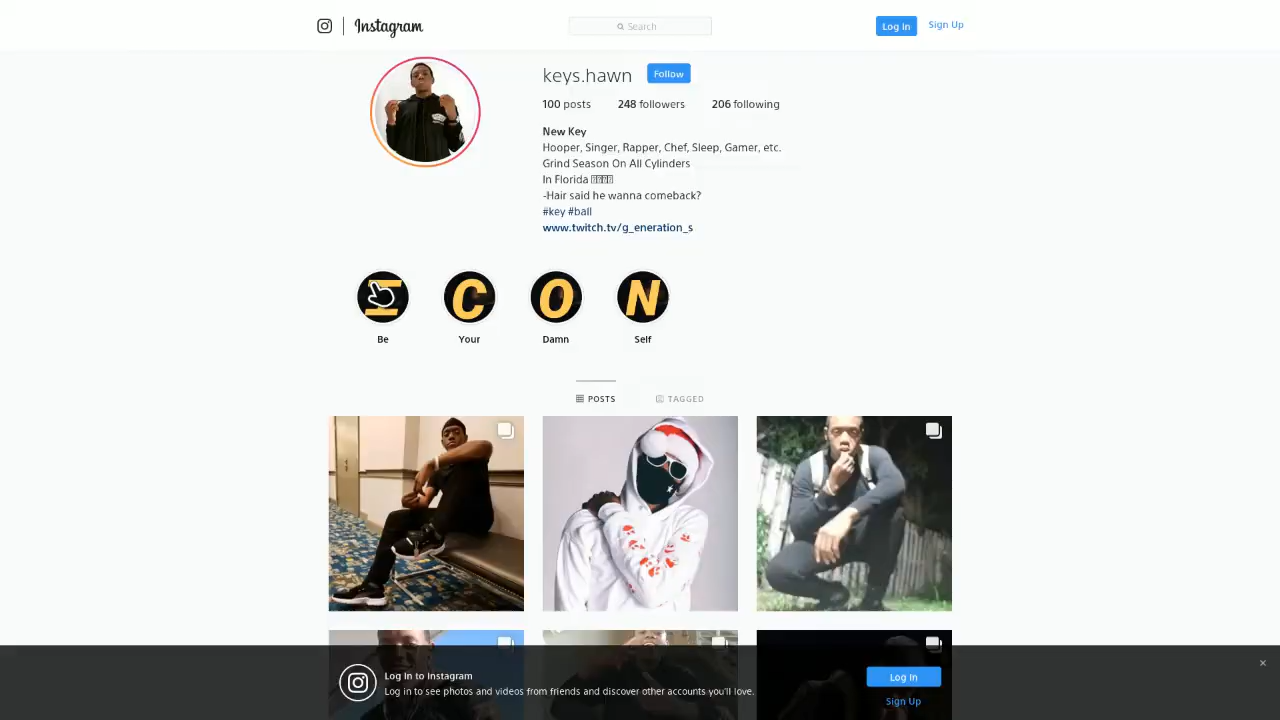 Instagram
Search
Log In
Sign Up
keys.hawn
Follow
100 posts
248 followers
206 following
New Key
Hooper, Singer, Rapper, Chef, Sleep, Gamer, etc.
Grind Season On All Cylinders
In Florida
-Hair said he wanna comeback?
#key #ball
www.twitch.tv/g_eneration_s
I
C
O
N
Be
Your
Damn
Self
POSTS
TAGGED
Log In to Instagram
Log in to see photos and videos from friends and discover other accounts you'll love.
Log In
Sign Up